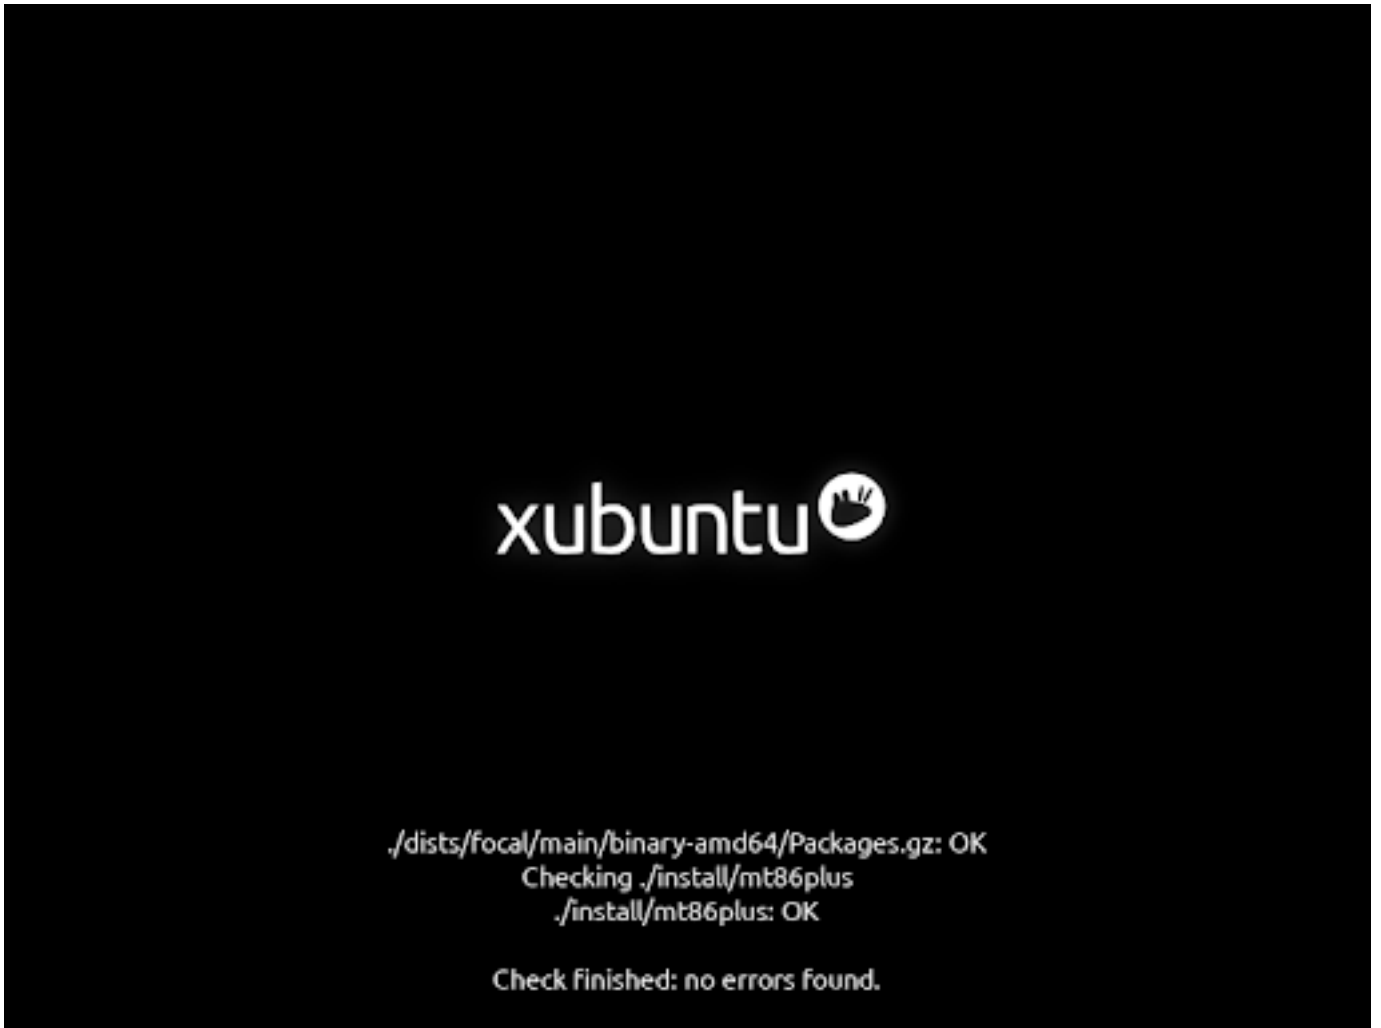 xubuntu
./dists/focal/main/binary-amd64/Packages.gz: OK
Checking ./install/mt86plus
./install/mt86plus: OK
Check finished: no errors found.